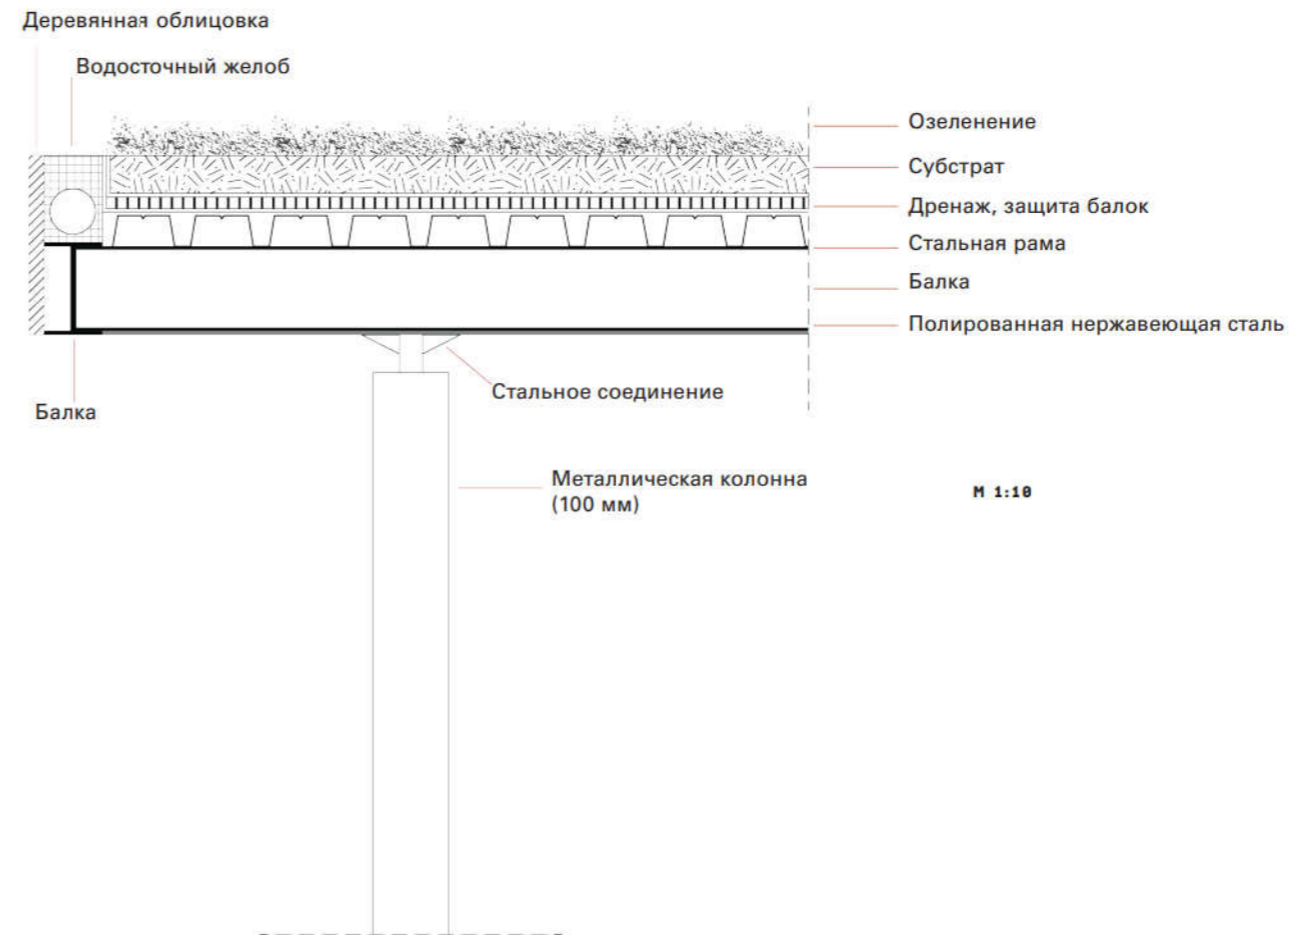 Деревянная облицовка
Водосточный желоб
Озеленение
Субстрат
Дренаж, защита балок
Стальная рама
Балка
Полированная нержавеющая сталь
Стальное соединение
Балка
Металлическая колонна
(100 мм)
М 1:10